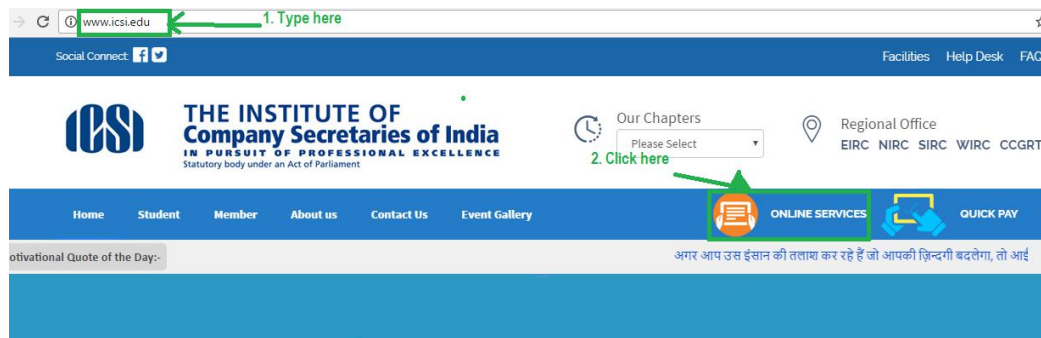 www.icsi.edu
1. Type here
Social Connect
Facilities Help Desk FAQ
THE INSTITUTE OF
Company Secretaries of India
IN PURSUIT OF PROFESSIONAL EXCELLENCE
Statutory body under an Act of Parliament
Our Chapters
Please Select
Regional Office
EIRC NIRC SIRC WIRC CCGRT
2. Click here
Home Student Member About us Contact Us Event Gallery
ONLINE SERVICES
QUICK PAY
otivational Quote of the Day:-
अगर आप उस इंसान की तलाश कर रहे हैं जो आपकी ज़िन्दगी बदलेगा, तो आई